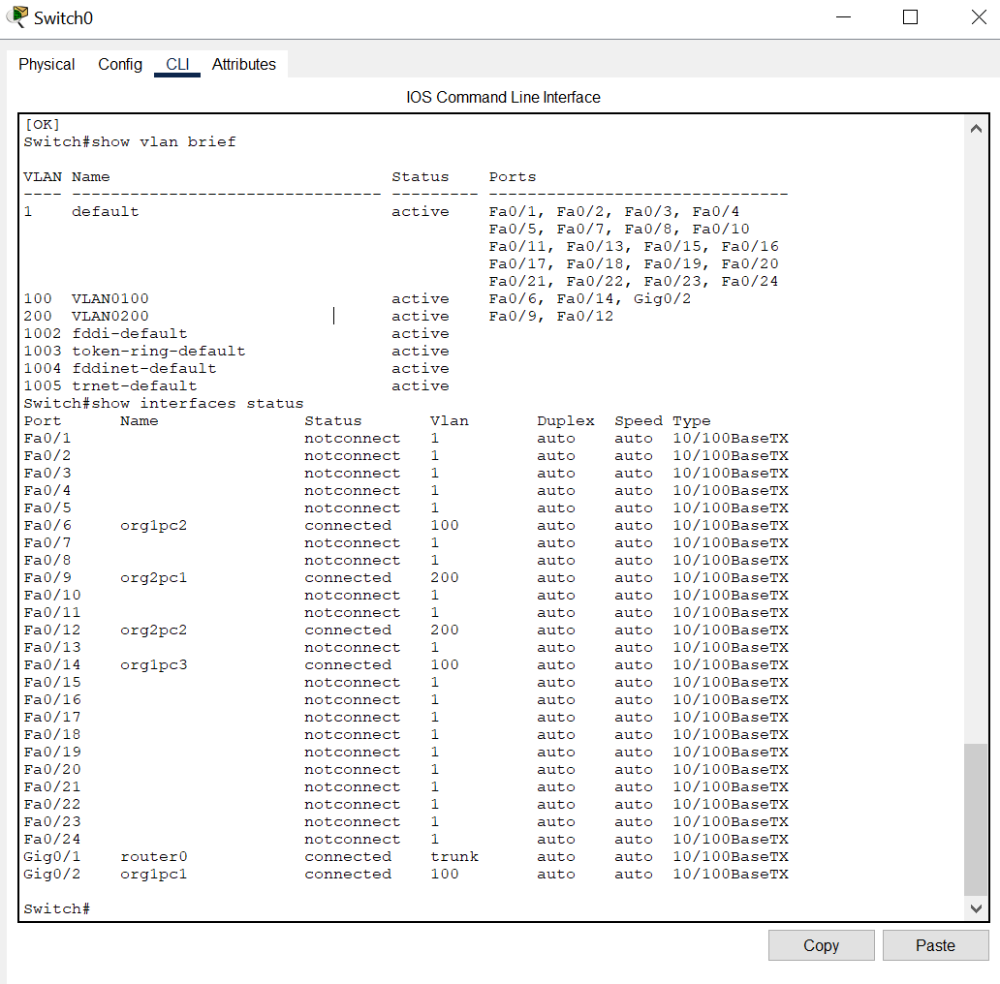 Switch0
Physical Config CLI Attributes
IOS Command Line Interface
[OK]
Switch#show vlan brief
VLAN Name                             Status    Ports
---- -------------------------------- --------- -------------------------------
1    default                          active    Fa0/1, Fa0/2, Fa0/3, Fa0/4
                                                Fa0/5, Fa0/7, Fa0/8, Fa0/10
                                                Fa0/11, Fa0/13, Fa0/15, Fa0/16
                                                Fa0/17, Fa0/18, Fa0/19, Fa0/20
                                                Fa0/21, Fa0/22, Fa0/23, Fa0/24
100  VLAN0100                         active    Fa0/6, Fa0/14, Gig0/2
200  VLAN0200                         active    Fa0/9, Fa0/12
1002 fddi-default                     active
1003 token-ring-default               active
1004 fddinet-default                  active
1005 trnet-default                    active
Switch#show interfaces status
Port      Name               Status       Vlan       Duplex  Speed Type
Fa0/1                        notconnect   1          auto    auto  10/100BaseTX
Fa0/2                        notconnect   1          auto    auto  10/100BaseTX
Fa0/3                        notconnect   1          auto    auto  10/100BaseTX
Fa0/4                        notconnect   1          auto    auto  10/100BaseTX
Fa0/5                        notconnect   1          auto    auto  10/100BaseTX
Fa0/6     org1pc2            connected    100        auto    auto  10/100BaseTX
Fa0/7                        notconnect   1          auto    auto  10/100BaseTX
Fa0/8                        notconnect   1          auto    auto  10/100BaseTX
Fa0/9     org2pc1            connected    200        auto    auto  10/100BaseTX
Fa0/10                       notconnect   1          auto    auto  10/100BaseTX
Fa0/11                       notconnect   1          auto    auto  10/100BaseTX
Fa0/12    org2pc2            connected    200        auto    auto  10/100BaseTX
Fa0/13                       notconnect   1          auto    auto  10/100BaseTX
Fa0/14    org1pc3            connected    100        auto    auto  10/100BaseTX
Fa0/15                       notconnect   1          auto    auto  10/100BaseTX
Fa0/16                       notconnect   1          auto    auto  10/100BaseTX
Fa0/17                       notconnect   1          auto    auto  10/100BaseTX
Fa0/18                       notconnect   1          auto    auto  10/100BaseTX
Fa0/19                       notconnect   1          auto    auto  10/100BaseTX
Fa0/20                       notconnect   1          auto    auto  10/100BaseTX
Fa0/21                       notconnect   1          auto    auto  10/100BaseTX
Fa0/22                       notconnect   1          auto    auto  10/100BaseTX
Fa0/23                       notconnect   1          auto    auto  10/100BaseTX
Fa0/24                       notconnect   1          auto    auto  10/100BaseTX
Gig0/1    router0            connected    trunk      auto    auto  10/100BaseTX
Gig0/2    org1pc1            connected    100        auto    auto  10/100BaseTX
Switch#
Copy Paste